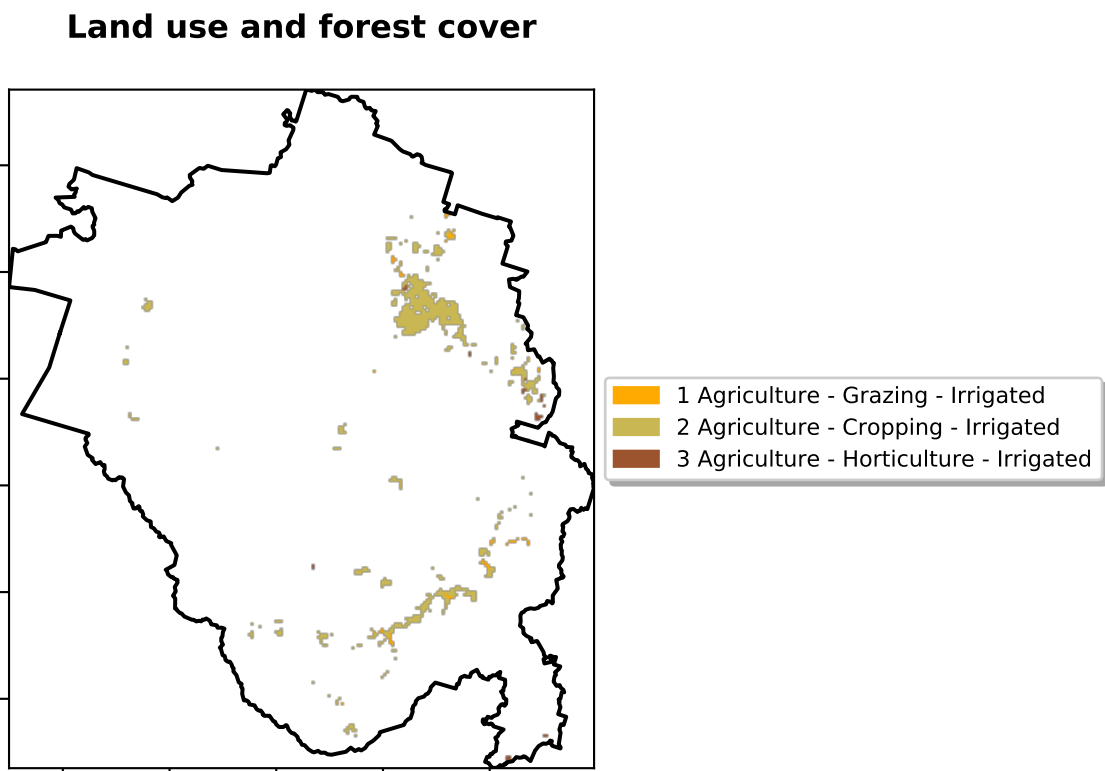 Land use and forest cover
1 Agriculture - Grazing - Irrigated
2 Agriculture - Cropping - Irrigated
3 Agriculture - Horticulture - Irrigated